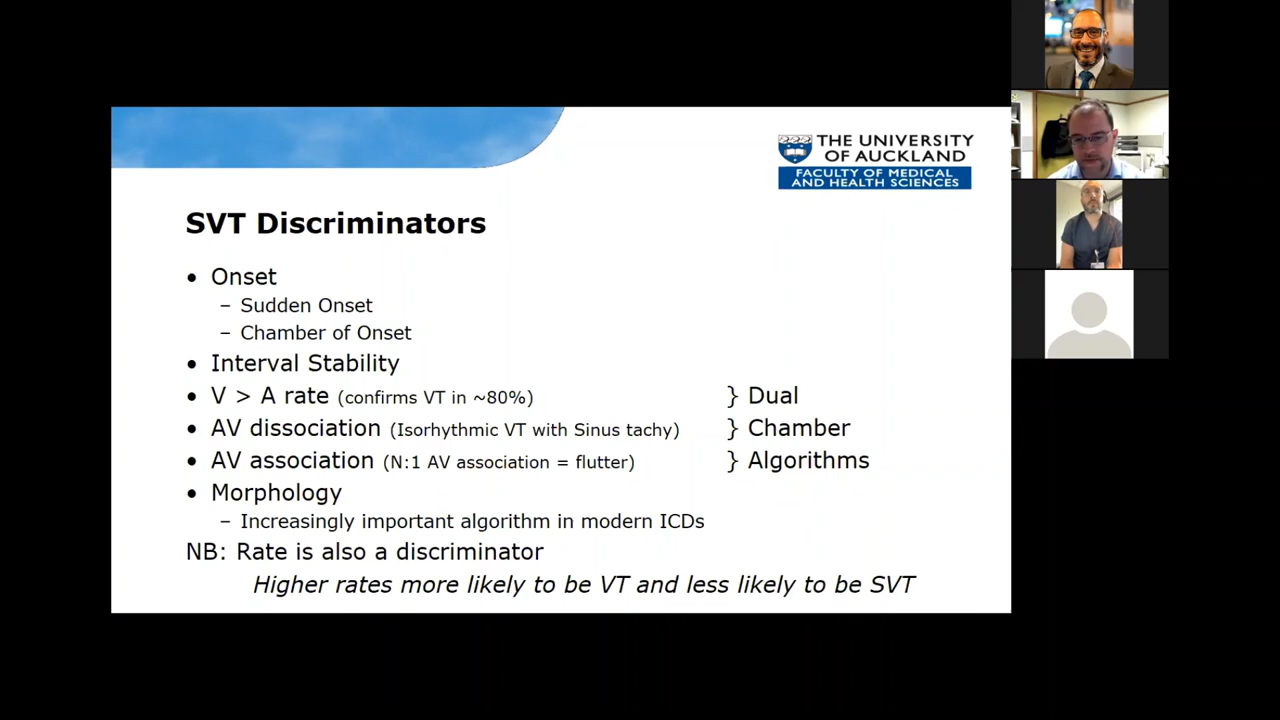 THE UNIVERSITY
OF AUCKLAND
FACULTY OF MEDICAL
AND HEALTH SCIENCES
SVT Discriminators
• Onset
– Sudden Onset
– Chamber of Onset
• Interval Stability
• V > A rate (confirms VT in ~80%) } Dual
• AV dissociation (Isorhythmic VT with Sinus tachy) } Chamber
• AV association (N:1 AV association = flutter) } Algorithms
• Morphology
– Increasingly important algorithm in modern ICDs
NB: Rate is also a discriminator
Higher rates more likely to be VT and less likely to be SVT